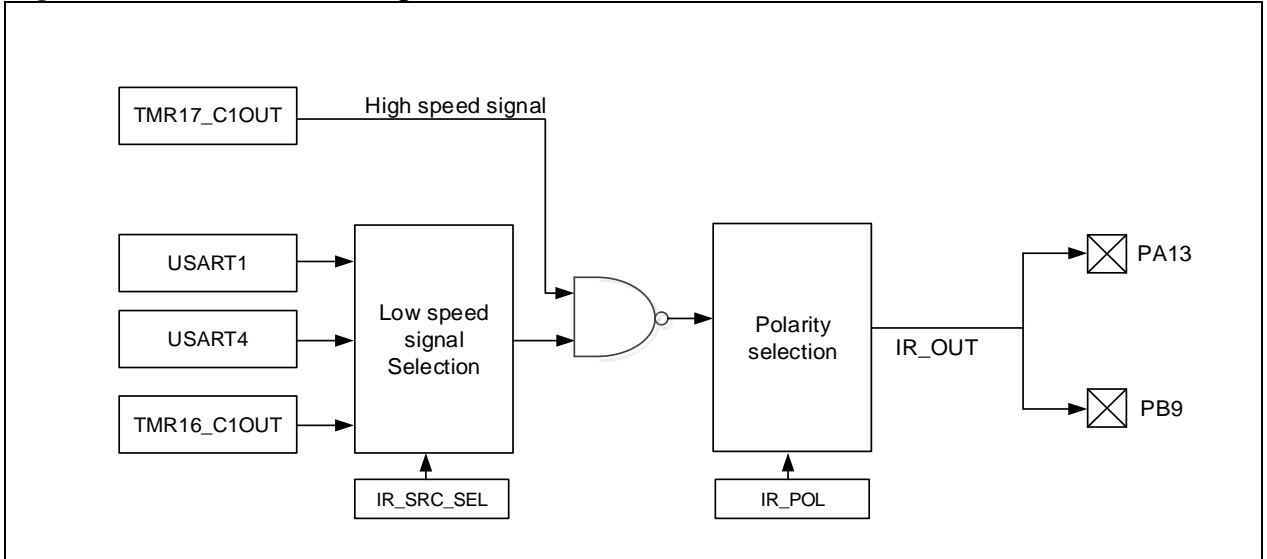 TMR17_C1OUT
High speed signal
USART1
USART4
TMR16_C1OUT
Low speed
signal
Selection
IR_SRC_SEL
Polarity
selection
IR_POL
IR_OUT
PA13
PB9